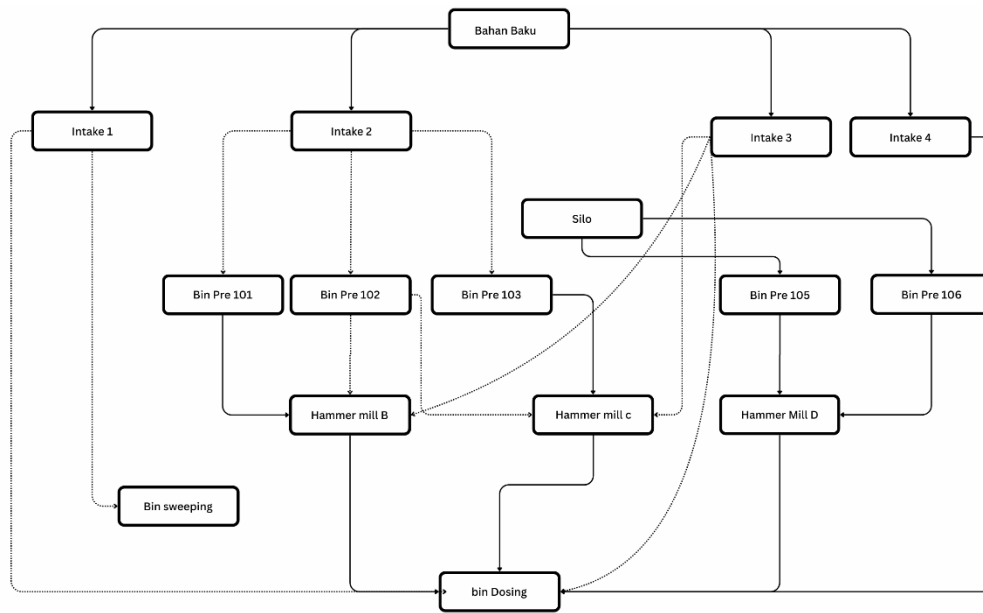 Bahan Baku
Intake 1
Intake 2
Intake 3
Intake 4
Silo
Bin Pre 101
Bin Pre 102
Bin Pre 103
Bin Pre 105
Bin Pre 106
Hammer mill B
Hammer mill c
Hammer Mill D
Bin sweeping
bin Dosing